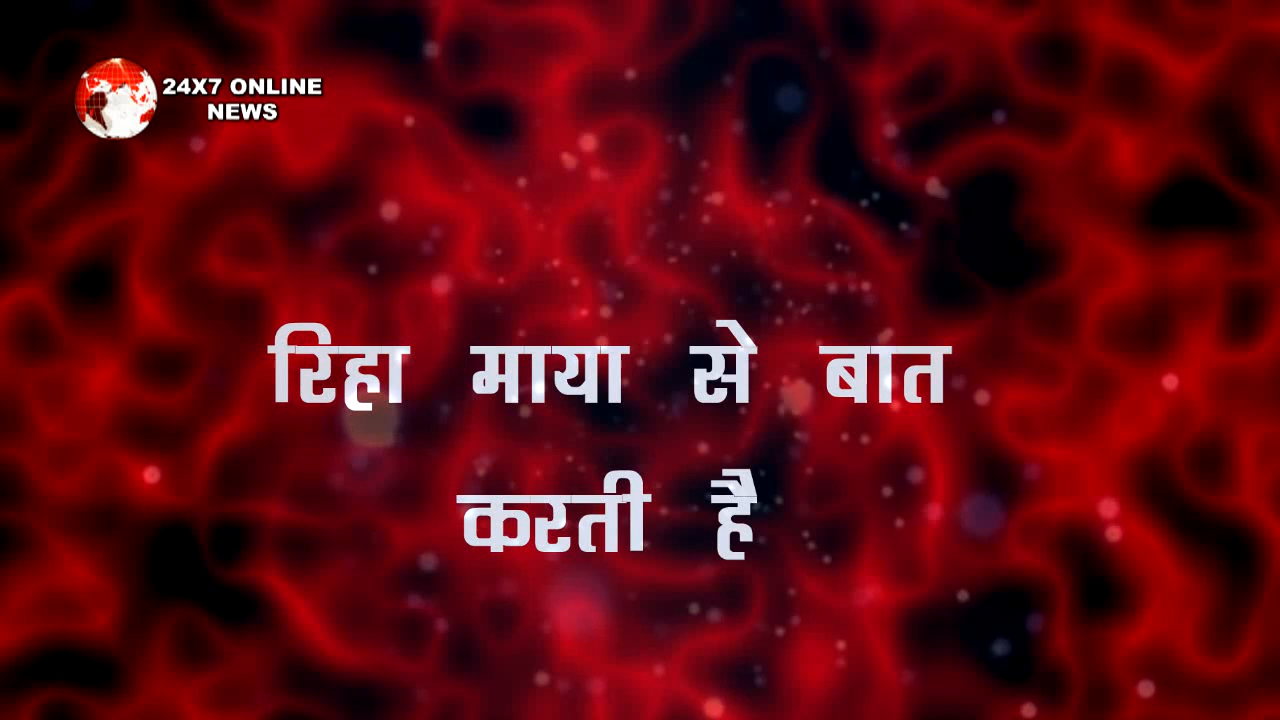 24X7 ONLINE
NEWS
रिहा माया से बात
करती है